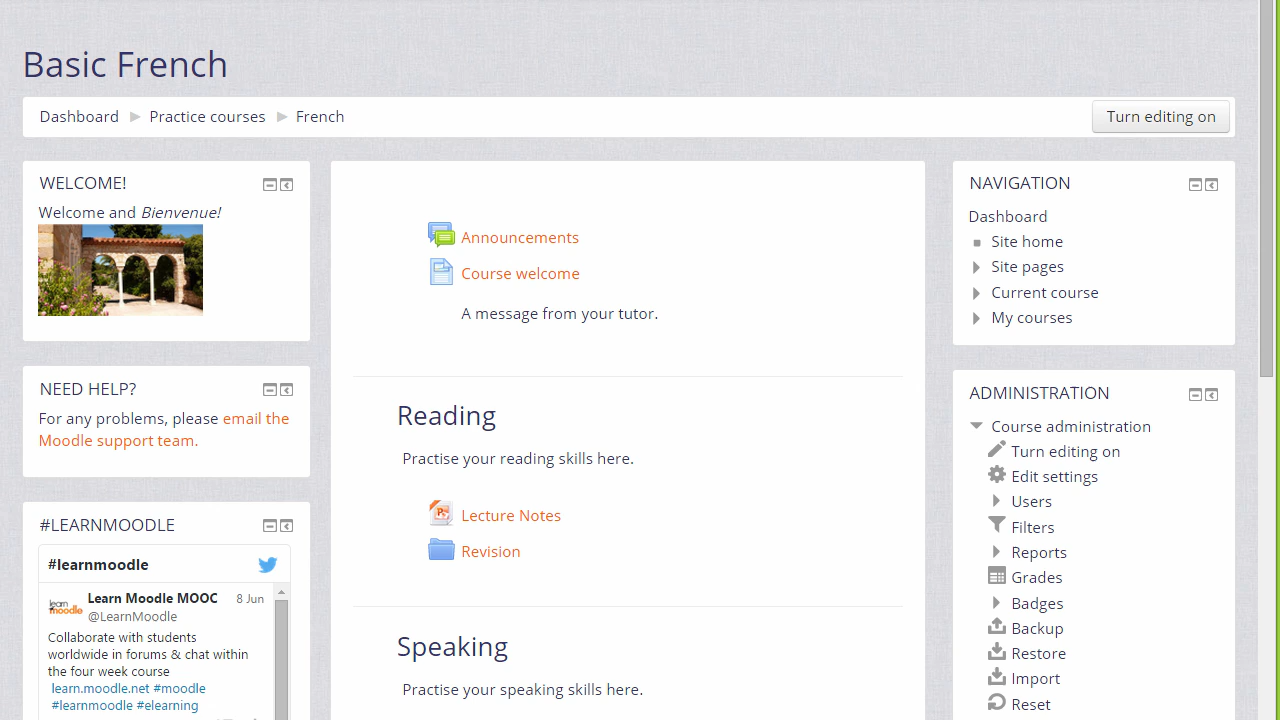 Basic French
Dashboard ▶ Practice courses ▶ French
Turn editing on
WELCOME!
Welcome and Bienvenue!
NEED HELP?
For any problems, please email the
Moodle support team.
#LEARNMOODLE
#learnmoodle
Learn Moodle MOOC 8 Jun
@LearnMoodle
Collaborate with students
worldwide in forums & chat within
the four week course
learn.moodle.net #moodle
#learnmoodle #elearning
Announcements
Course welcome
A message from your tutor.
Reading
Practise your reading skills here.
Lecture Notes
Revision
Speaking
Practise your speaking skills here.
NAVIGATION
Dashboard
Site home
Site pages
Current course
My courses
ADMINISTRATION
Course administration
Turn editing on
Edit settings
Users
Filters
Reports
Grades
Badges
Backup
Restore
Import
Reset